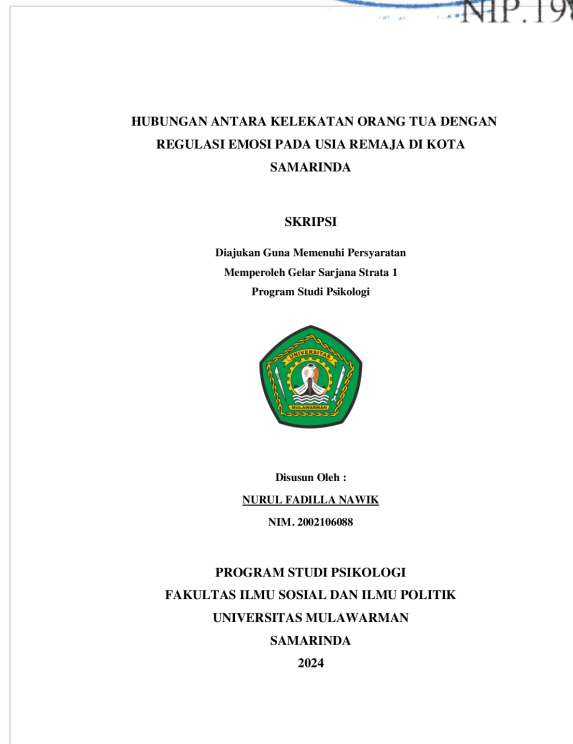 NIP.198
HUBUNGAN ANTARA KELEKATAN ORANG TUA DENGAN
REGULASI EMOSI PADA USIA REMAJA DI KOTA
SAMARINDA
SKRIPSI
Diajukan Guna Memenuhi Persyaratan
Memperoleh Gelar Sarjana Strata 1
Program Studi Psikologi
UNIVERSITAS
MULAWARMAN
Disusun Oleh :
NURUL FADILLA NAWIK
NIM. 2002106088
PROGRAM STUDI PSIKOLOGI
FAKULTAS ILMU SOSIAL DAN ILMU POLITIK
UNIVERSITAS MULAWARMAN
SAMARINDA
2024